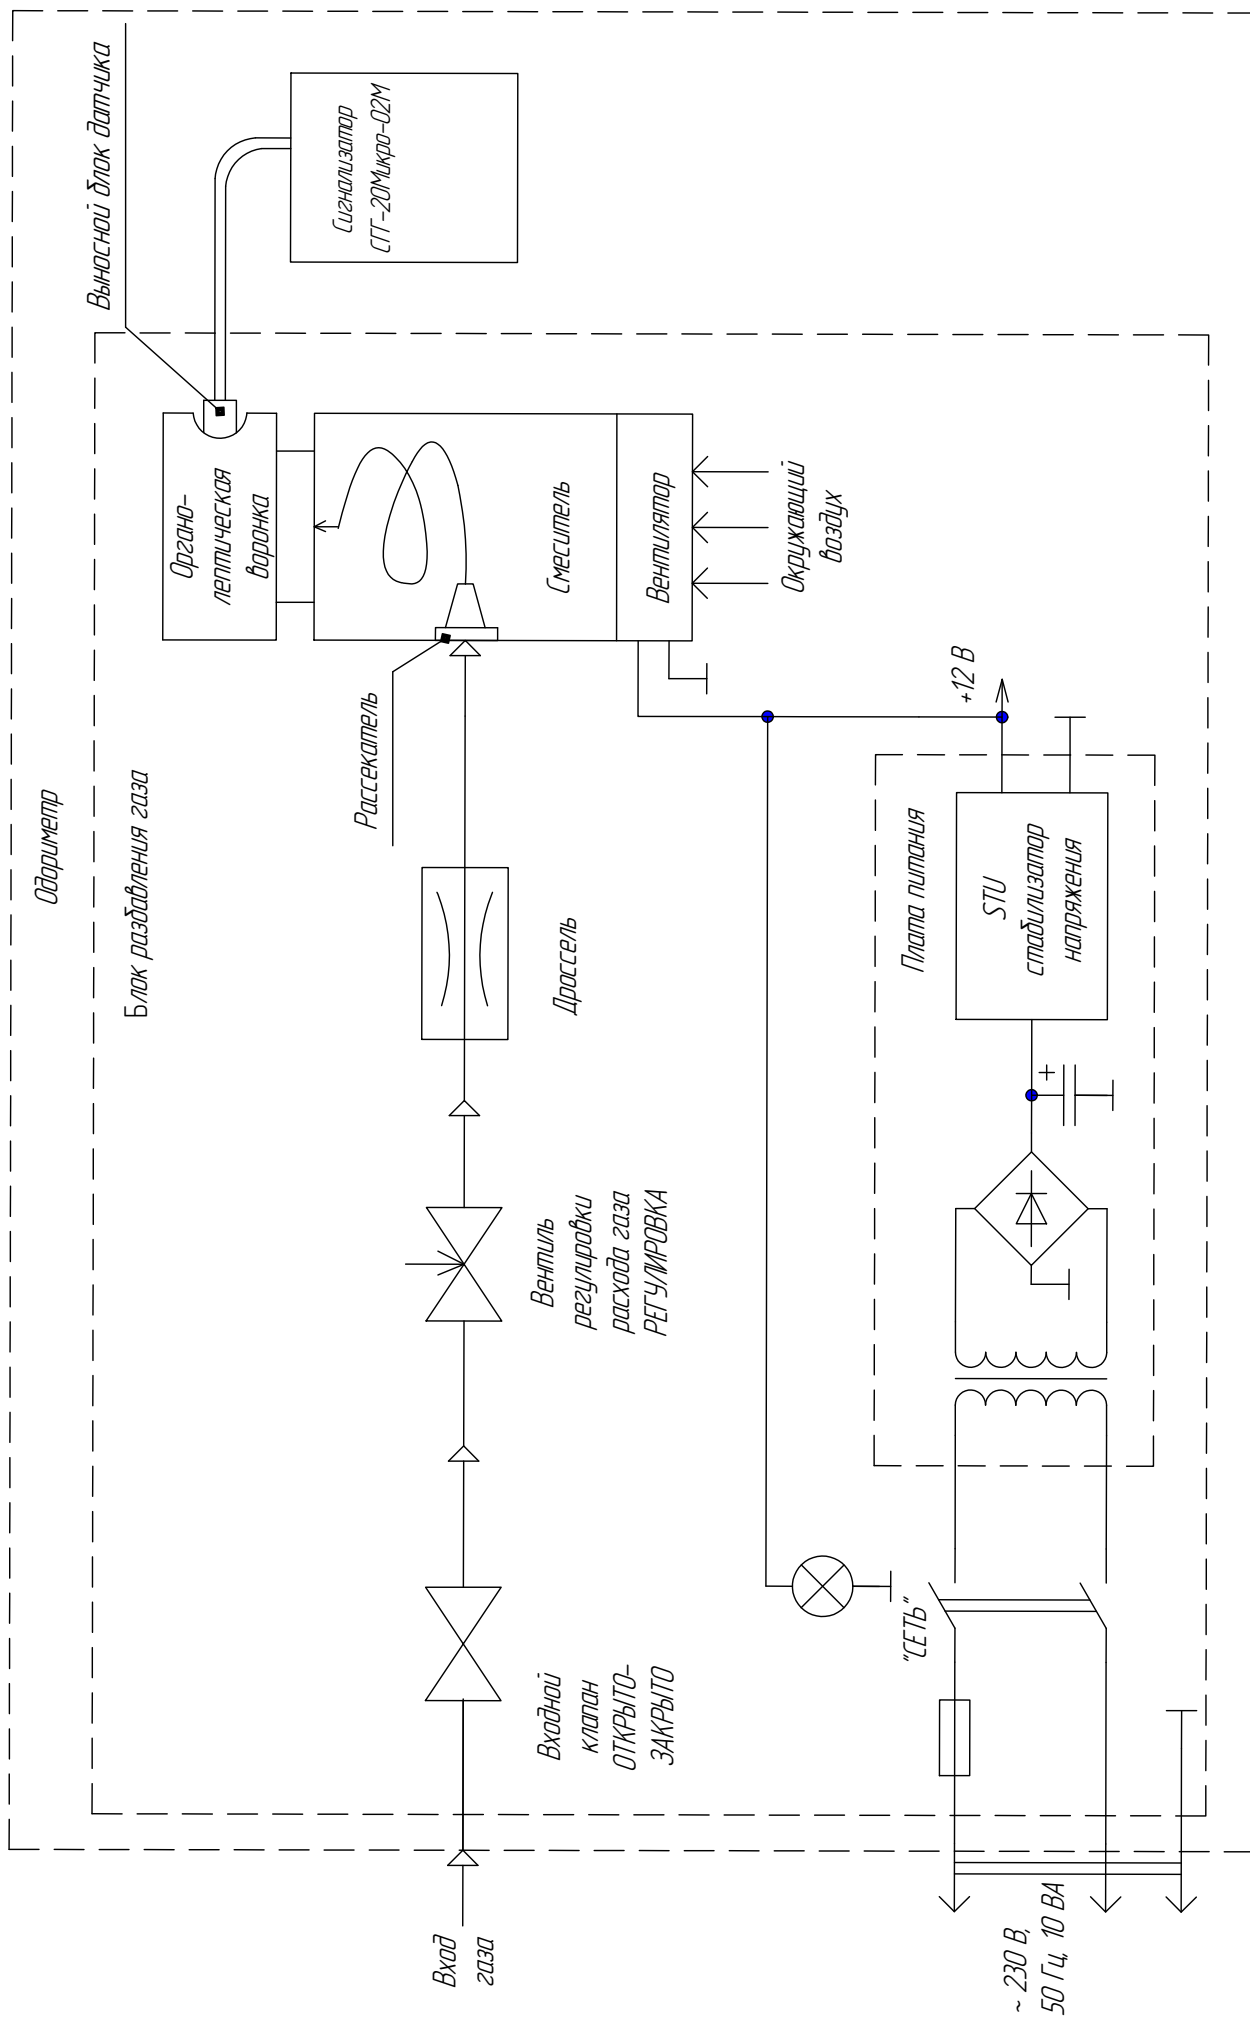 Одориметр
Блок разбавления газа
Выносной блок датчика
Сигнализатор
СГГ-20Микро-02М
Органо-
лептическая
воронка
Смеситель
Вентилятор
Окружающий
воздух
Рассекатель
Дроссель
Вентиль
регулировки
расхода газа
РЕГУЛИРОВКА
Входной
клапан
ОТКРЫТО-
ЗАКРЫТО
Вход
газа
+12 В
Плата питания
STU
стабилизатор
напряжения
+
"СЕТЬ"
~ 230 В,
50 Гц, 10 ВА